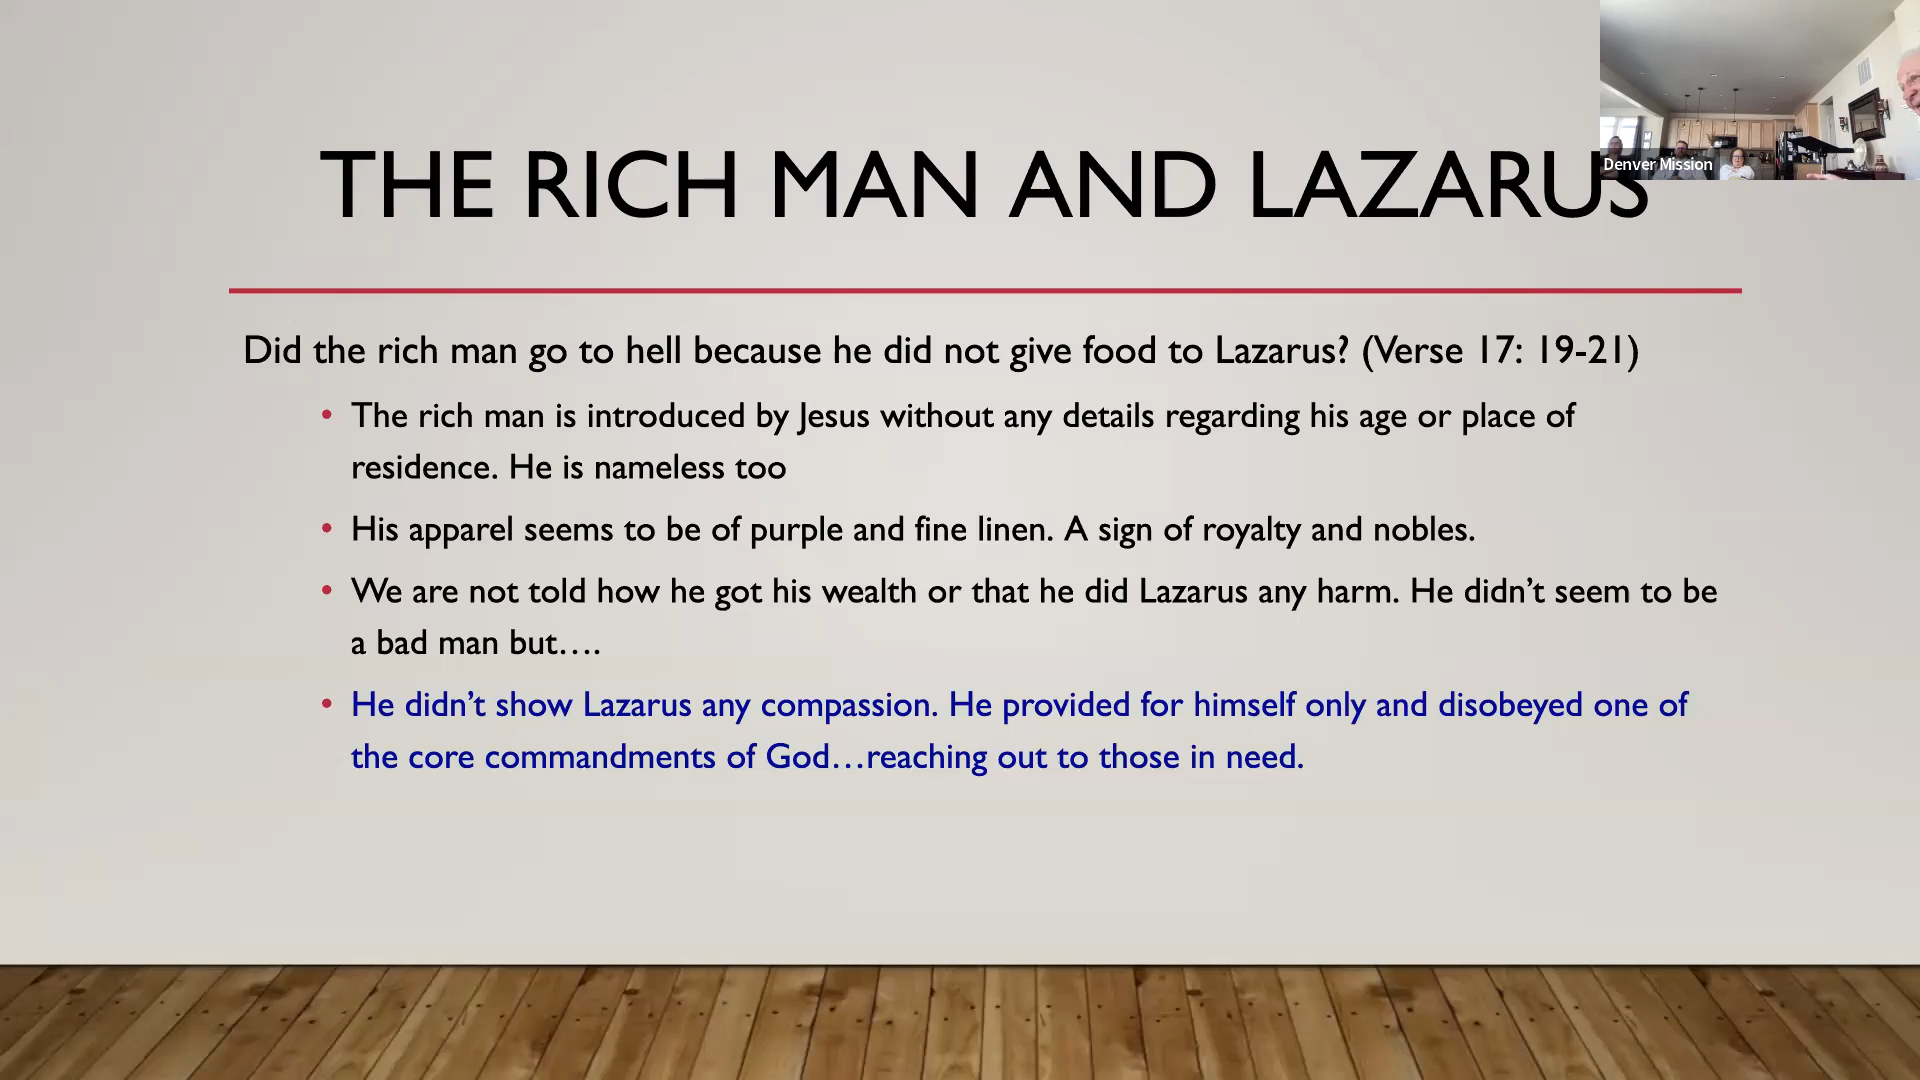 Denver Mission
THE RICH MAN AND LAZARUS
Did the rich man go to hell because he did not give food to Lazarus? (Verse 17: 19-21)
• The rich man is introduced by Jesus without any details regarding his age or place of
residence. He is nameless too
• His apparel seems to be of purple and fine linen. A sign of royalty and nobles.
• We are not told how he got his wealth or that he did Lazarus any harm. He didn’t seem to be
a bad man but….
• He didn’t show Lazarus any compassion. He provided for himself only and disobeyed one of
the core commandments of God…reaching out to those in need.